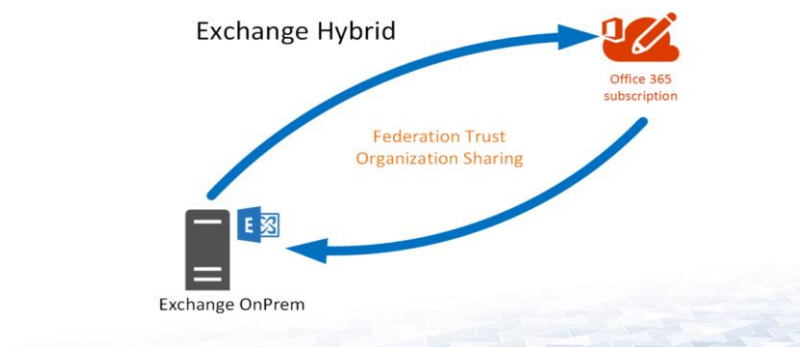 Exchange Hybrid
Office 365
subscription
Federation Trust
Organization Sharing
E
Exchange OnPrem